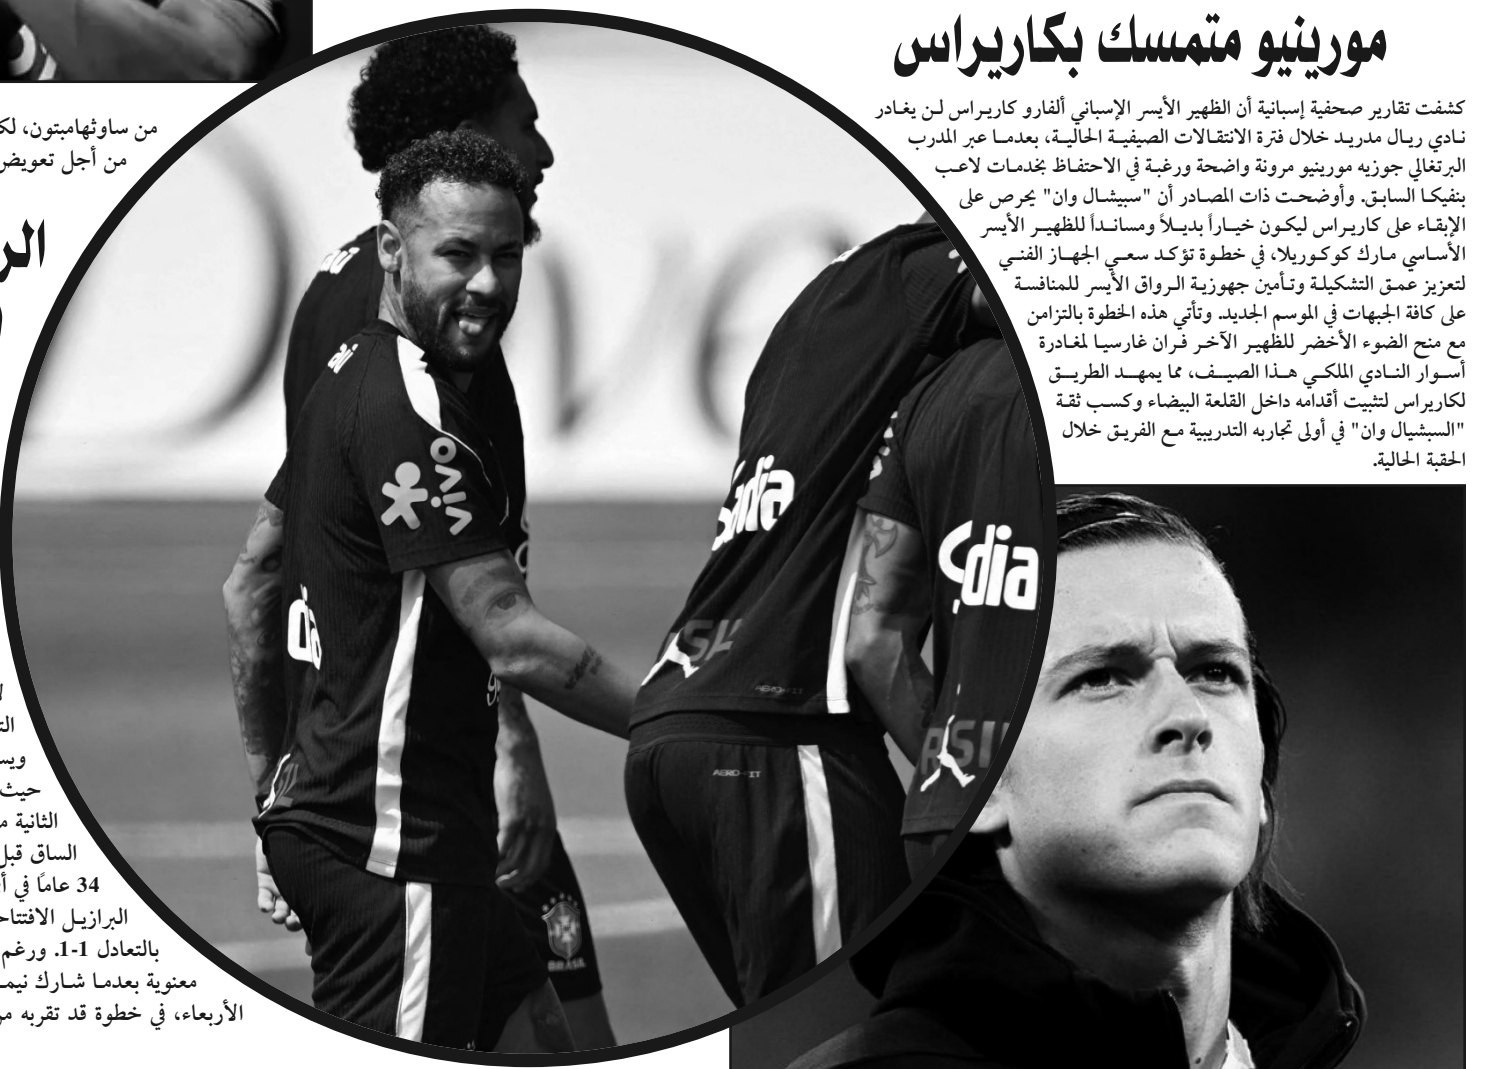 مورينيو متمسك بكاريراس
كشفت تقارير صحفية إسبانية أن الظهير الأيسر الإسباني ألفارو كاريراس لن يغادر
نادي ريال مدريد خلال فترة الانتقالات الصيفية الحالية، بعدما عبر المدرب
البرتغالي جوزيه مورينيو مرونة واضحة ورغبة في الاحتفاظ بخدمات لاعب
بنفيكا السابق. وأوضحت ذات المصادر أن "سبيشال وان" يحرص على
الإبقاء على كاريراس ليكون خياراً بديلاً ومسانداً للظهير الأيسر
الأساسي مارك كوكوريلا، في خطوة تؤكد سعي الجهاز الفني
لتعزيز عمق التشكيلة وتأمين جهوزية الرواق الأيسر للمنافسة
على كافة الجبهات في الموسم الجديد. وتأتي هذه الخطوة بالتزامن
مع منح الضوء الأخضر للظهير الآخر فران غارسيا لمغادرة
أسوار النادي الملكي هذا الصيف، مما يمهد الطريق
لكاريراس لتثبيت أقدامه داخل القلعة البيضاء وكسب ثقة
"السبشيال وان" في أولى تجاربه التدريبية مع الفريق خلال
الحقبة الحالية.
من ساوثهامبتون،
من أجل تعويض
حيث
الثانية
الساق قبل
34 عاماً في
البرازيل
بالتعادل 1-1. ورغم
معنوية بعدما شارك
الأربعاء، في خطوة قد تقربه
vivo
BRASIL
AERO-FIT